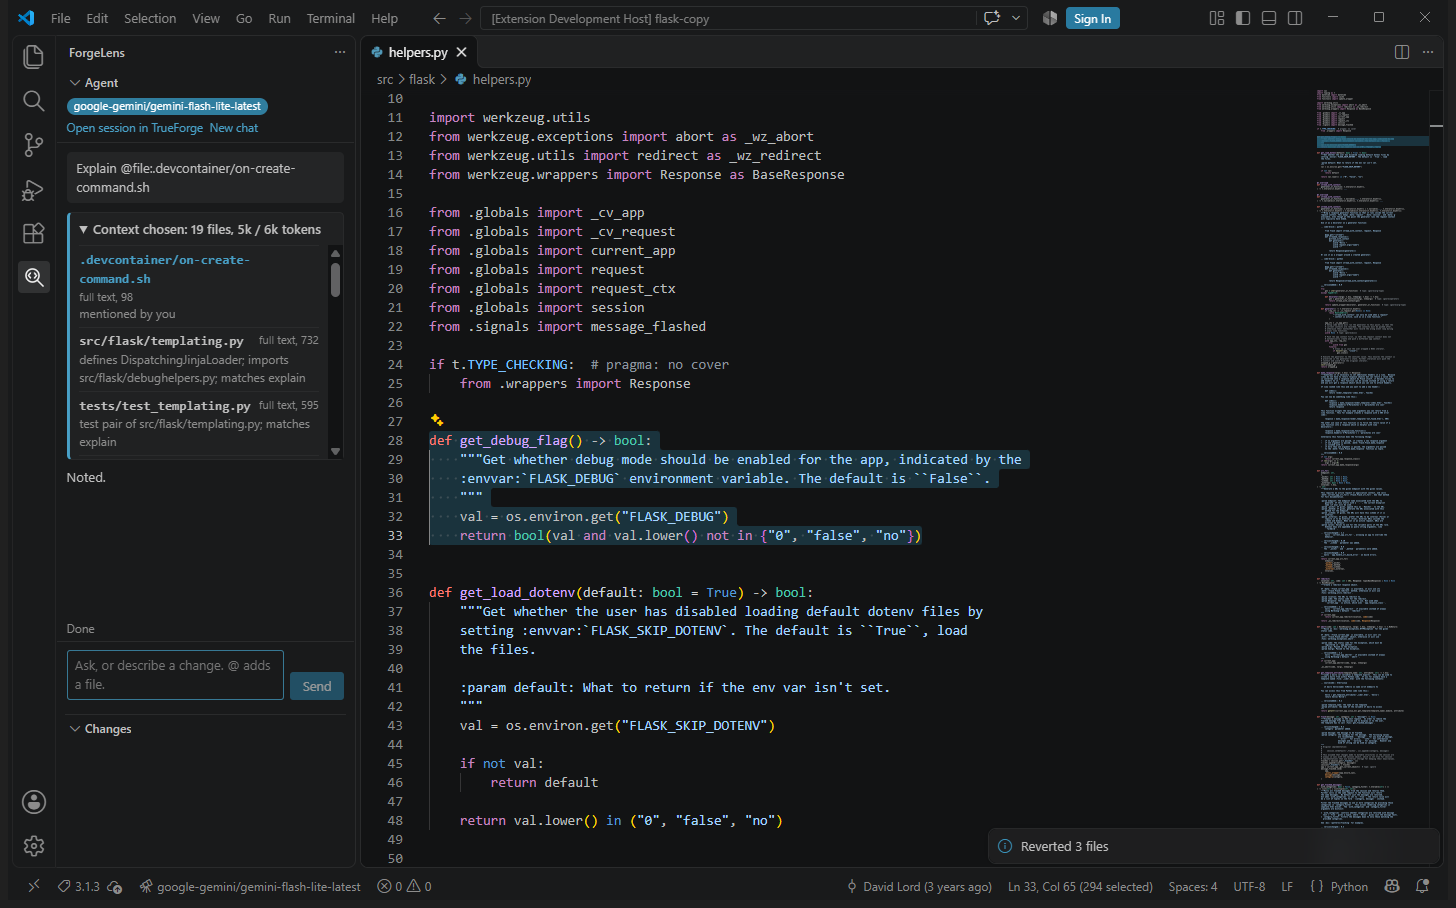 File Edit Selection View Go Run Terminal Help
[Extension Development Host] flask-copy
Sign In
ForgeLens
Agent
google-gemini/gemini-flash-lite-latest
Open session in TrueForge New chat
Explain @file:.devcontainer/on-create-
command.sh
▼ Context chosen: 19 files, 5k / 6k tokens
.devcontainer/on-create-
command.sh
full text, 98
mentioned by you
src/flask/templating.py full text, 732
defines DispatchingJinjaLoader; imports
src/flask/debughelpers.py; matches explain
tests/test_templating.py full text, 595
test pair of src/flask/templating.py; matches
explain
Noted.
Done
Ask, or describe a change. @ adds
a file.
Send
Changes
helpers.py
src > flask > helpers.py
10
11 import werkzeug.utils
12 from werkzeug.exceptions import abort as _wz_abort
13 from werkzeug.utils import redirect as _wz_redirect
14 from werkzeug.wrappers import Response as BaseResponse
15
16 from .globals import _cv_app
17 from .globals import _cv_request
18 from .globals import current_app
19 from .globals import request
20 from .globals import request_ctx
21 from .globals import session
22 from .signals import message_flashed
23
24 if t.TYPE_CHECKING:  # pragma: no cover
25     from .wrappers import Response
26
27
28 def get_debug_flag() -> bool:
29     """Get whether debug mode should be enabled for the app, indicated by the
30     :envvar:`FLASK_DEBUG` environment variable. The default is ``False``.
31     """
32     val = os.environ.get("FLASK_DEBUG")
33     return bool(val and val.lower() not in {"0", "false", "no"})
34
35
36 def get_load_dotenv(default: bool = True) -> bool:
37     """Get whether the user has disabled loading default dotenv files by
38     setting :envvar:`FLASK_SKIP_DOTENV`. The default is ``True``, load
39     the files.
40
41     :param default: What to return if the env var isn't set.
42     """
43     val = os.environ.get("FLASK_SKIP_DOTENV")
44
45     if not val:
46         return default
47
48     return val.lower() in ("0", "false", "no")
49
50
Reverted 3 files
3.1.3 google-gemini/gemini-flash-lite-latest 0 0 David Lord (3 years ago) Ln 33, Col 65 (294 selected) Spaces: 4 UTF-8 LF { } Python